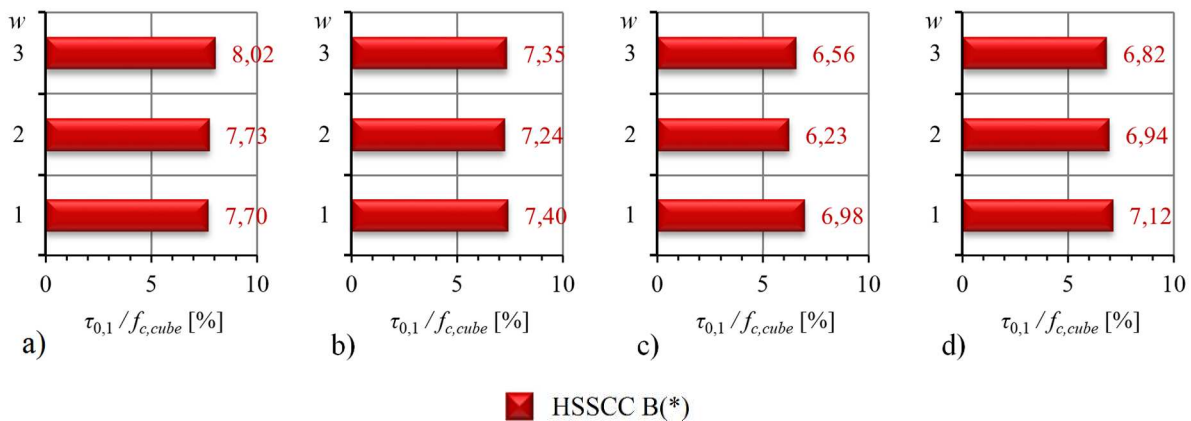 w w w w
3 8,02 3 7,35 3 6,56 3 6,82
2 7,73 2 7,24 2 6,23 2 6,94
1 7,70 1 7,40 1 6,98 1 7,12
0 5 10 0 5 10 0 5 10 0 5 10
τ0,1 / fc,cube [%] τ0,1 / fc,cube [%] τ0,1 / fc,cube [%] τ0,1 / fc,cube [%]
a) b) c) d)
HSSCC B(*)